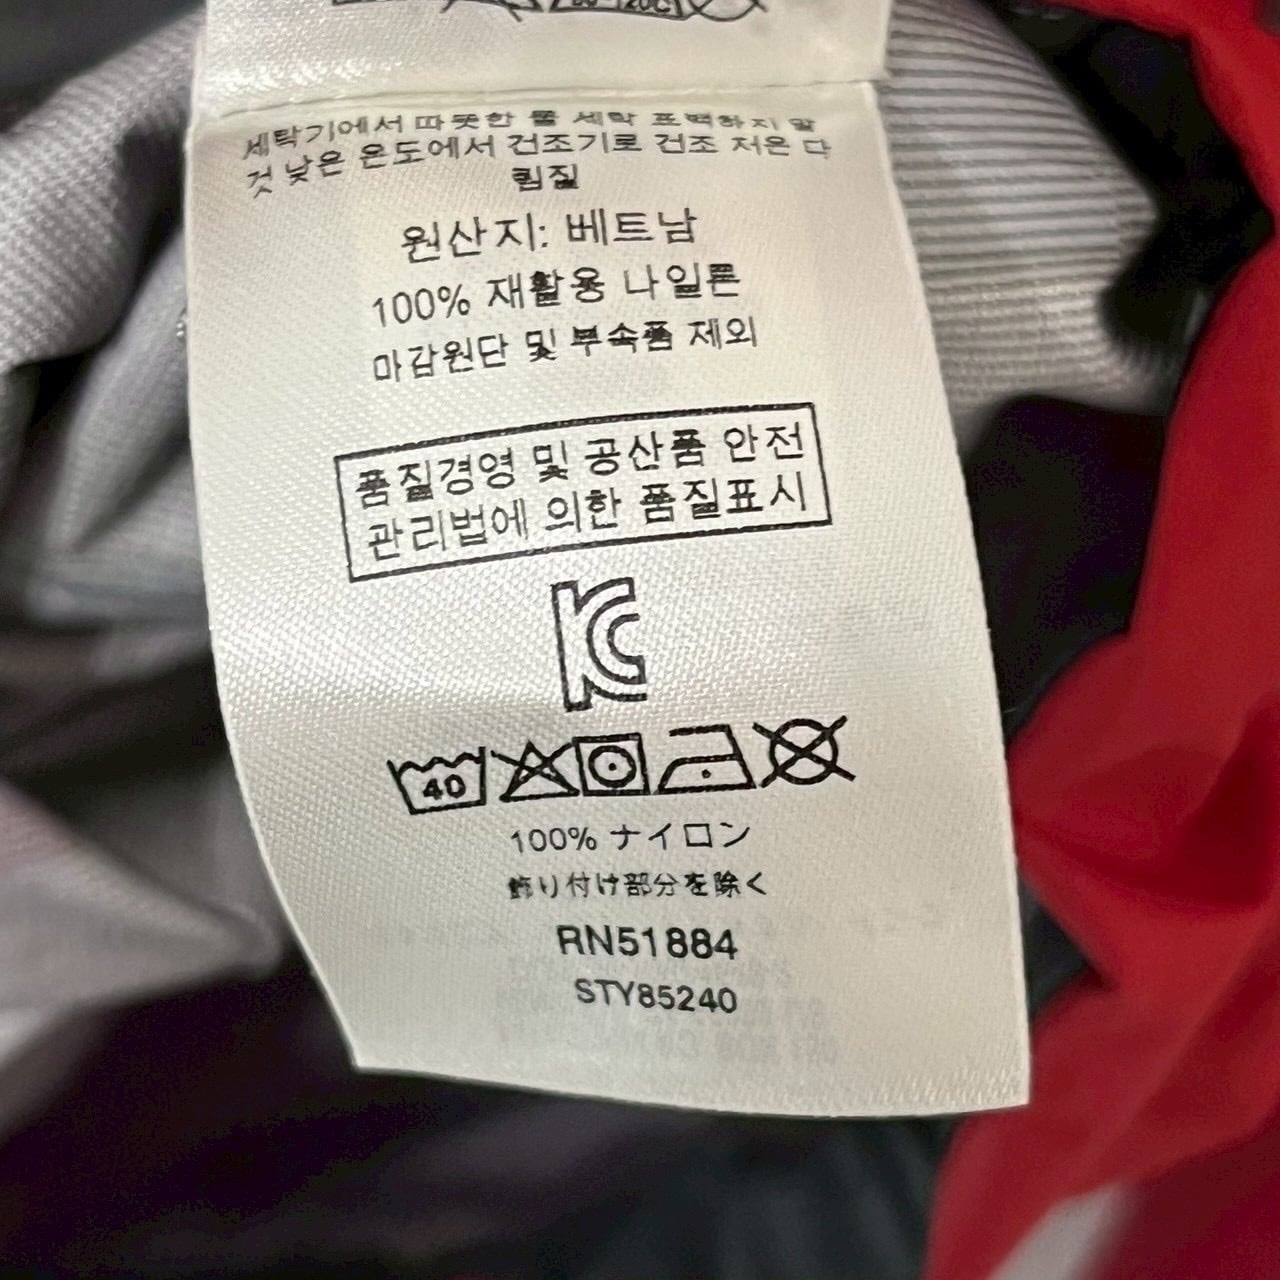 세탁기에서 따뜻한 물 세탁 표백하지 말
것 낮은 온도에서 건조기로 건조 저온 다
림질
원산지: 베트남
100% 재활용 나일론
마감원단 및 부속품 제외
품질경영 및 공산품 안전
관리법에 의한 품질표시
KC
40
100% ナイロン
飾り付け部分を除く
RN51884
STY85240